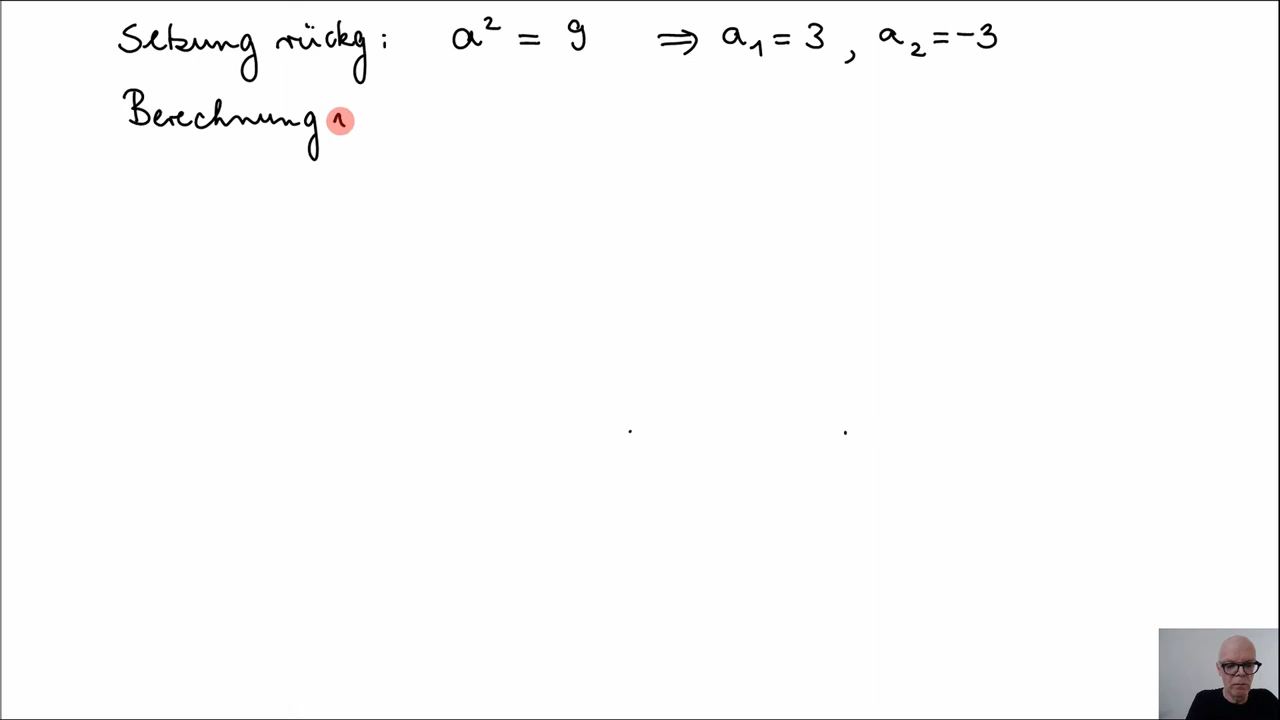 Setzung rückg: a² = 9 ⟹ a₁ = 3 , a₂ = -3
Berechnung